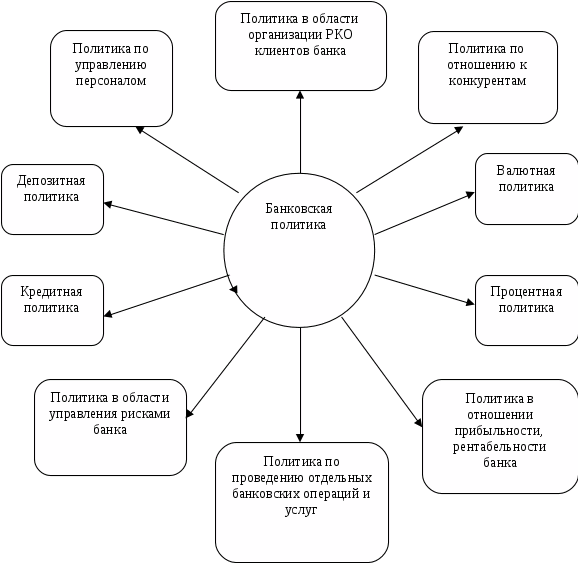 Политика в области
организации РКО
клиентов банка
Политика по
управлению
персоналом
Политика по
отношению к
конкурентам
Депозитная
политика
Валютная
политика
Банковская
политика
Кредитная
политика
Процентная
политика
Политика в области
управления рисками
банка
Политика в
отношении
прибыльности,
рентабельности
банка
Политика по
проведению отдельных
банковских операций и
услуг